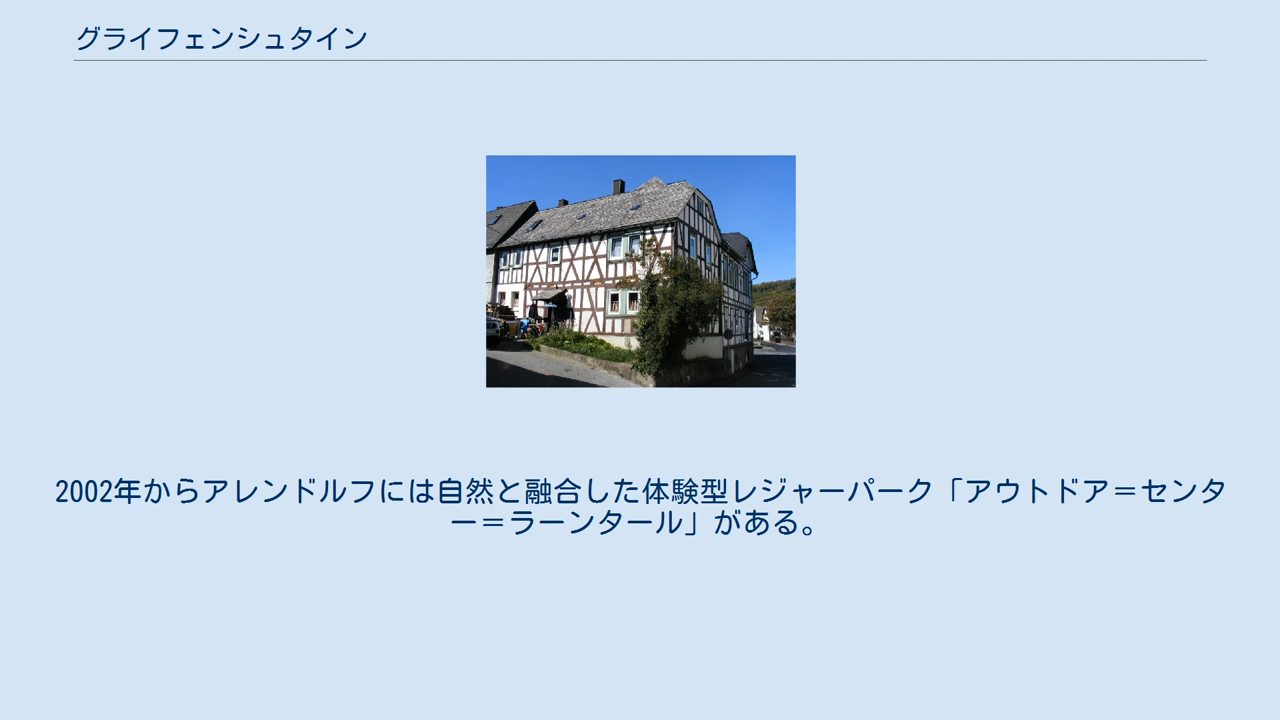 グライフェンシュタイン
2002年からアレンドルフには自然と融合した体験型レジャーパーク「アウトドア＝センタ
ー＝ラーンタール」がある。